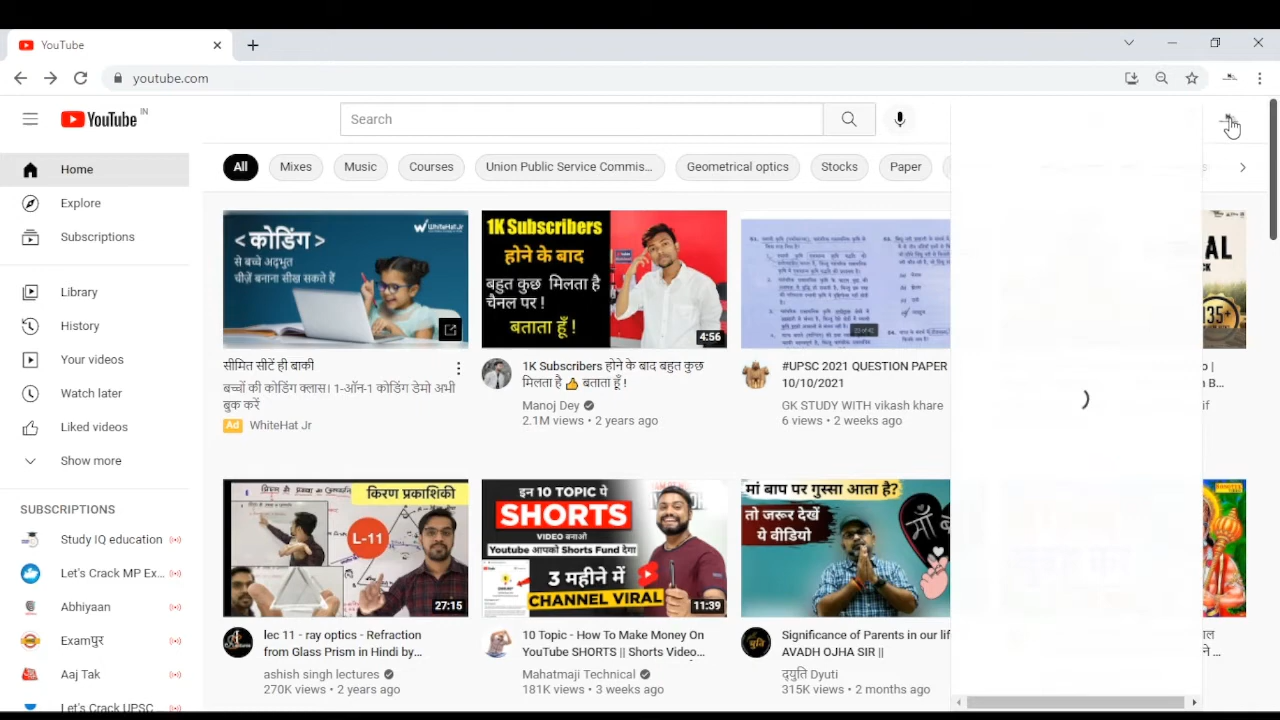 YouTube
youtube.com
YouTube IN
Search
All
Mixes
Music
Courses
Union Public Service Commis...
Geometrical optics
Stocks
Paper
Home
Explore
Subscriptions
Library
History
Your videos
Watch later
Liked videos
Show more
SUBSCRIPTIONS
Study IQ education
Let's Crack MP Ex...
Abhiyaan
Examपुर
Aaj Tak
Let's Crack UPSC
WhiteHat Jr
< कोडिंग >
से बच्चे अद्भुत
चीज़ें बनाना सीख सकते हैं
सीमित सीटें ही बाकी
बच्चों की कोडिंग क्लास। 1-ऑन-1 कोडिंग डेमो अभी
बुक करें
Ad WhiteHat Jr
1K Subscribers
होने के बाद
बहुत कुछ मिलता है
चैनल पर !
बताता हूँ !
4:56
1K Subscribers होने के बाद बहुत कुछ
मिलता है 👍 बताता हूँ !
Manoj Dey
2.1M views • 2 years ago
#UPSC 2021 QUESTION PAPER
10/10/2021
GK STUDY WITH vikash khare
6 views • 2 weeks ago
AL
135+
किरण प्रकाशिकी
L-11
27:15
lec 11 - ray optics - Refraction
from Glass Prism in Hindi by...
ashish singh lectures
270K views • 2 years ago
इन 10 TOPIC पे
SHORTS
VIDEO बनाओ
Youtube आपको Shorts Fund देगा
3 महीने में
CHANNEL VIRAL
11:39
10 Topic - How To Make Money On
YouTube SHORTS || Shorts Video...
Mahatmaji Technical
181K views • 3 weeks ago
मां बाप पर गुस्सा आता है?
तो जरूर देखें
ये वीडियो
Significance of Parents in our lif
AVADH OJHA SIR ||
द्युति Dyuti
315K views • 2 months ago